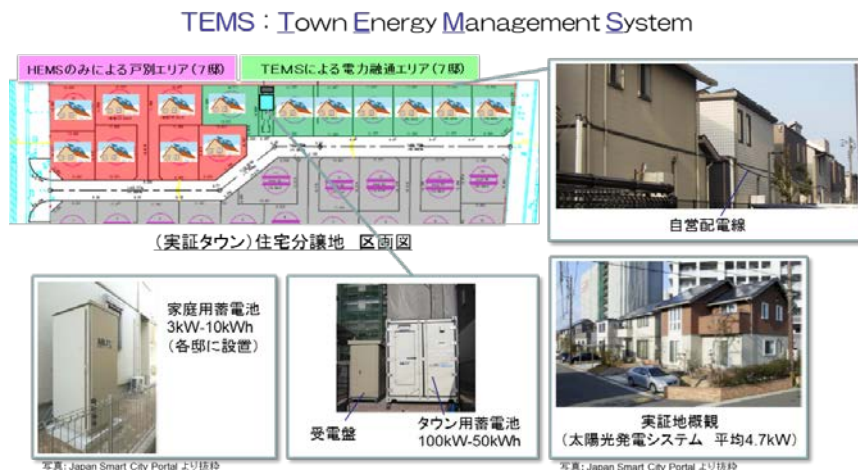 TEMS：Town Energy Management System
HEMSのみによる戸別エリア（7邸）
TEMSによる電力融通エリア（7邸）
自営配電線
（実証タウン）住宅分譲地　区画図
家庭用蓄電池
3kW-10kWh
（各邸に設置）
受電盤
タウン用蓄電池
100kW-50kWh
実証地概観
（太陽光発電システム　平均4.7kW）
写真：Japan Smart City Portal より抜粋
写真：Japan Smart City Portal より抜粋